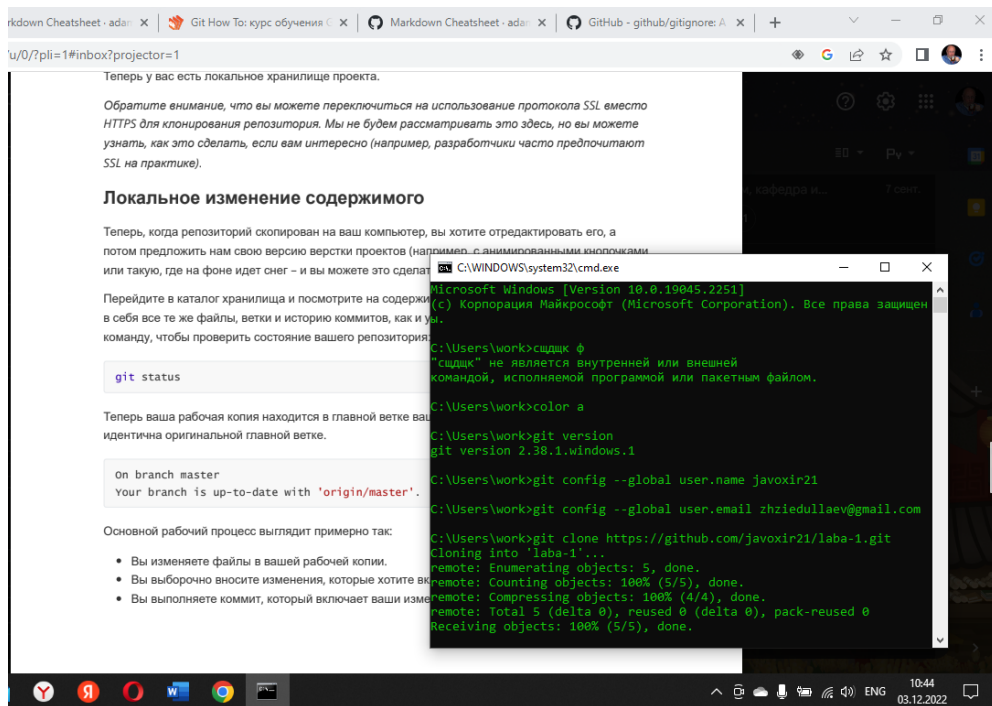 rkdown Cheatsheet · adam
Git How To: курс обучения G
Markdown Cheatsheet · adam
GitHub - github/gitignore: A
'u/0/?pli=1#inbox?projector=1
Теперь у вас есть локальное хранилище проекта.
Обратите внимание, что вы можете переключиться на использование протокола SSL вместо
HTTPS для клонирования репозитория. Мы не будем рассматривать это здесь, но вы можете
узнать, как это сделать, если вам интересно (например, разработчики часто предпочитают
SSL на практике).
Локальное изменение содержимого
Теперь, когда репозиторий скопирован на ваш компьютер, вы хотите отредактировать его, а
потом предложить нам свою версию верстки проектов (например, с анимированными кнопочками
или такую, где на фоне идет снег – и вы можете это сделат
Перейдите в каталог хранилища и посмотрите на содержи
в себя все те же файлы, ветки и историю коммитов, как и у
команду, чтобы проверить состояние вашего репозитория:
git status
Теперь ваша рабочая копия находится в главной ветке ваш
идентична оригинальной главной ветке.
On branch master
Your branch is up-to-date with 'origin/master'.
Основной рабочий процесс выглядит примерно так:
• Вы изменяете файлы в вашей рабочей копии.
• Вы выборочно вносите изменения, которые хотите вк
• Вы выполняете коммит, который включает ваши изме
Ру
м, кафедра и...
7 сент.
C:\WINDOWS\system32\cmd.exe
Microsoft Windows [Version 10.0.19045.2251]
(c) Корпорация Майкрософт (Microsoft Corporation). Все права защищен
ы.
C:\Users\work>сщдщк ф
"сщдщк" не является внутренней или внешней
командой, исполняемой программой или пакетным файлом.
C:\Users\work>color a
C:\Users\work>git version
git version 2.38.1.windows.1
C:\Users\work>git config --global user.name javoxir21
C:\Users\work>git config --global user.email zhziedullaev@gmail.com
C:\Users\work>git clone https://github.com/javoxir21/laba-1.git
Cloning into 'laba-1'...
remote: Enumerating objects: 5, done.
remote: Counting objects: 100% (5/5), done.
remote: Compressing objects: 100% (4/4), done.
remote: Total 5 (delta 0), reused 0 (delta 0), pack-reused 0
Receiving objects: 100% (5/5), done.
ENG
10:44
03.12.2022